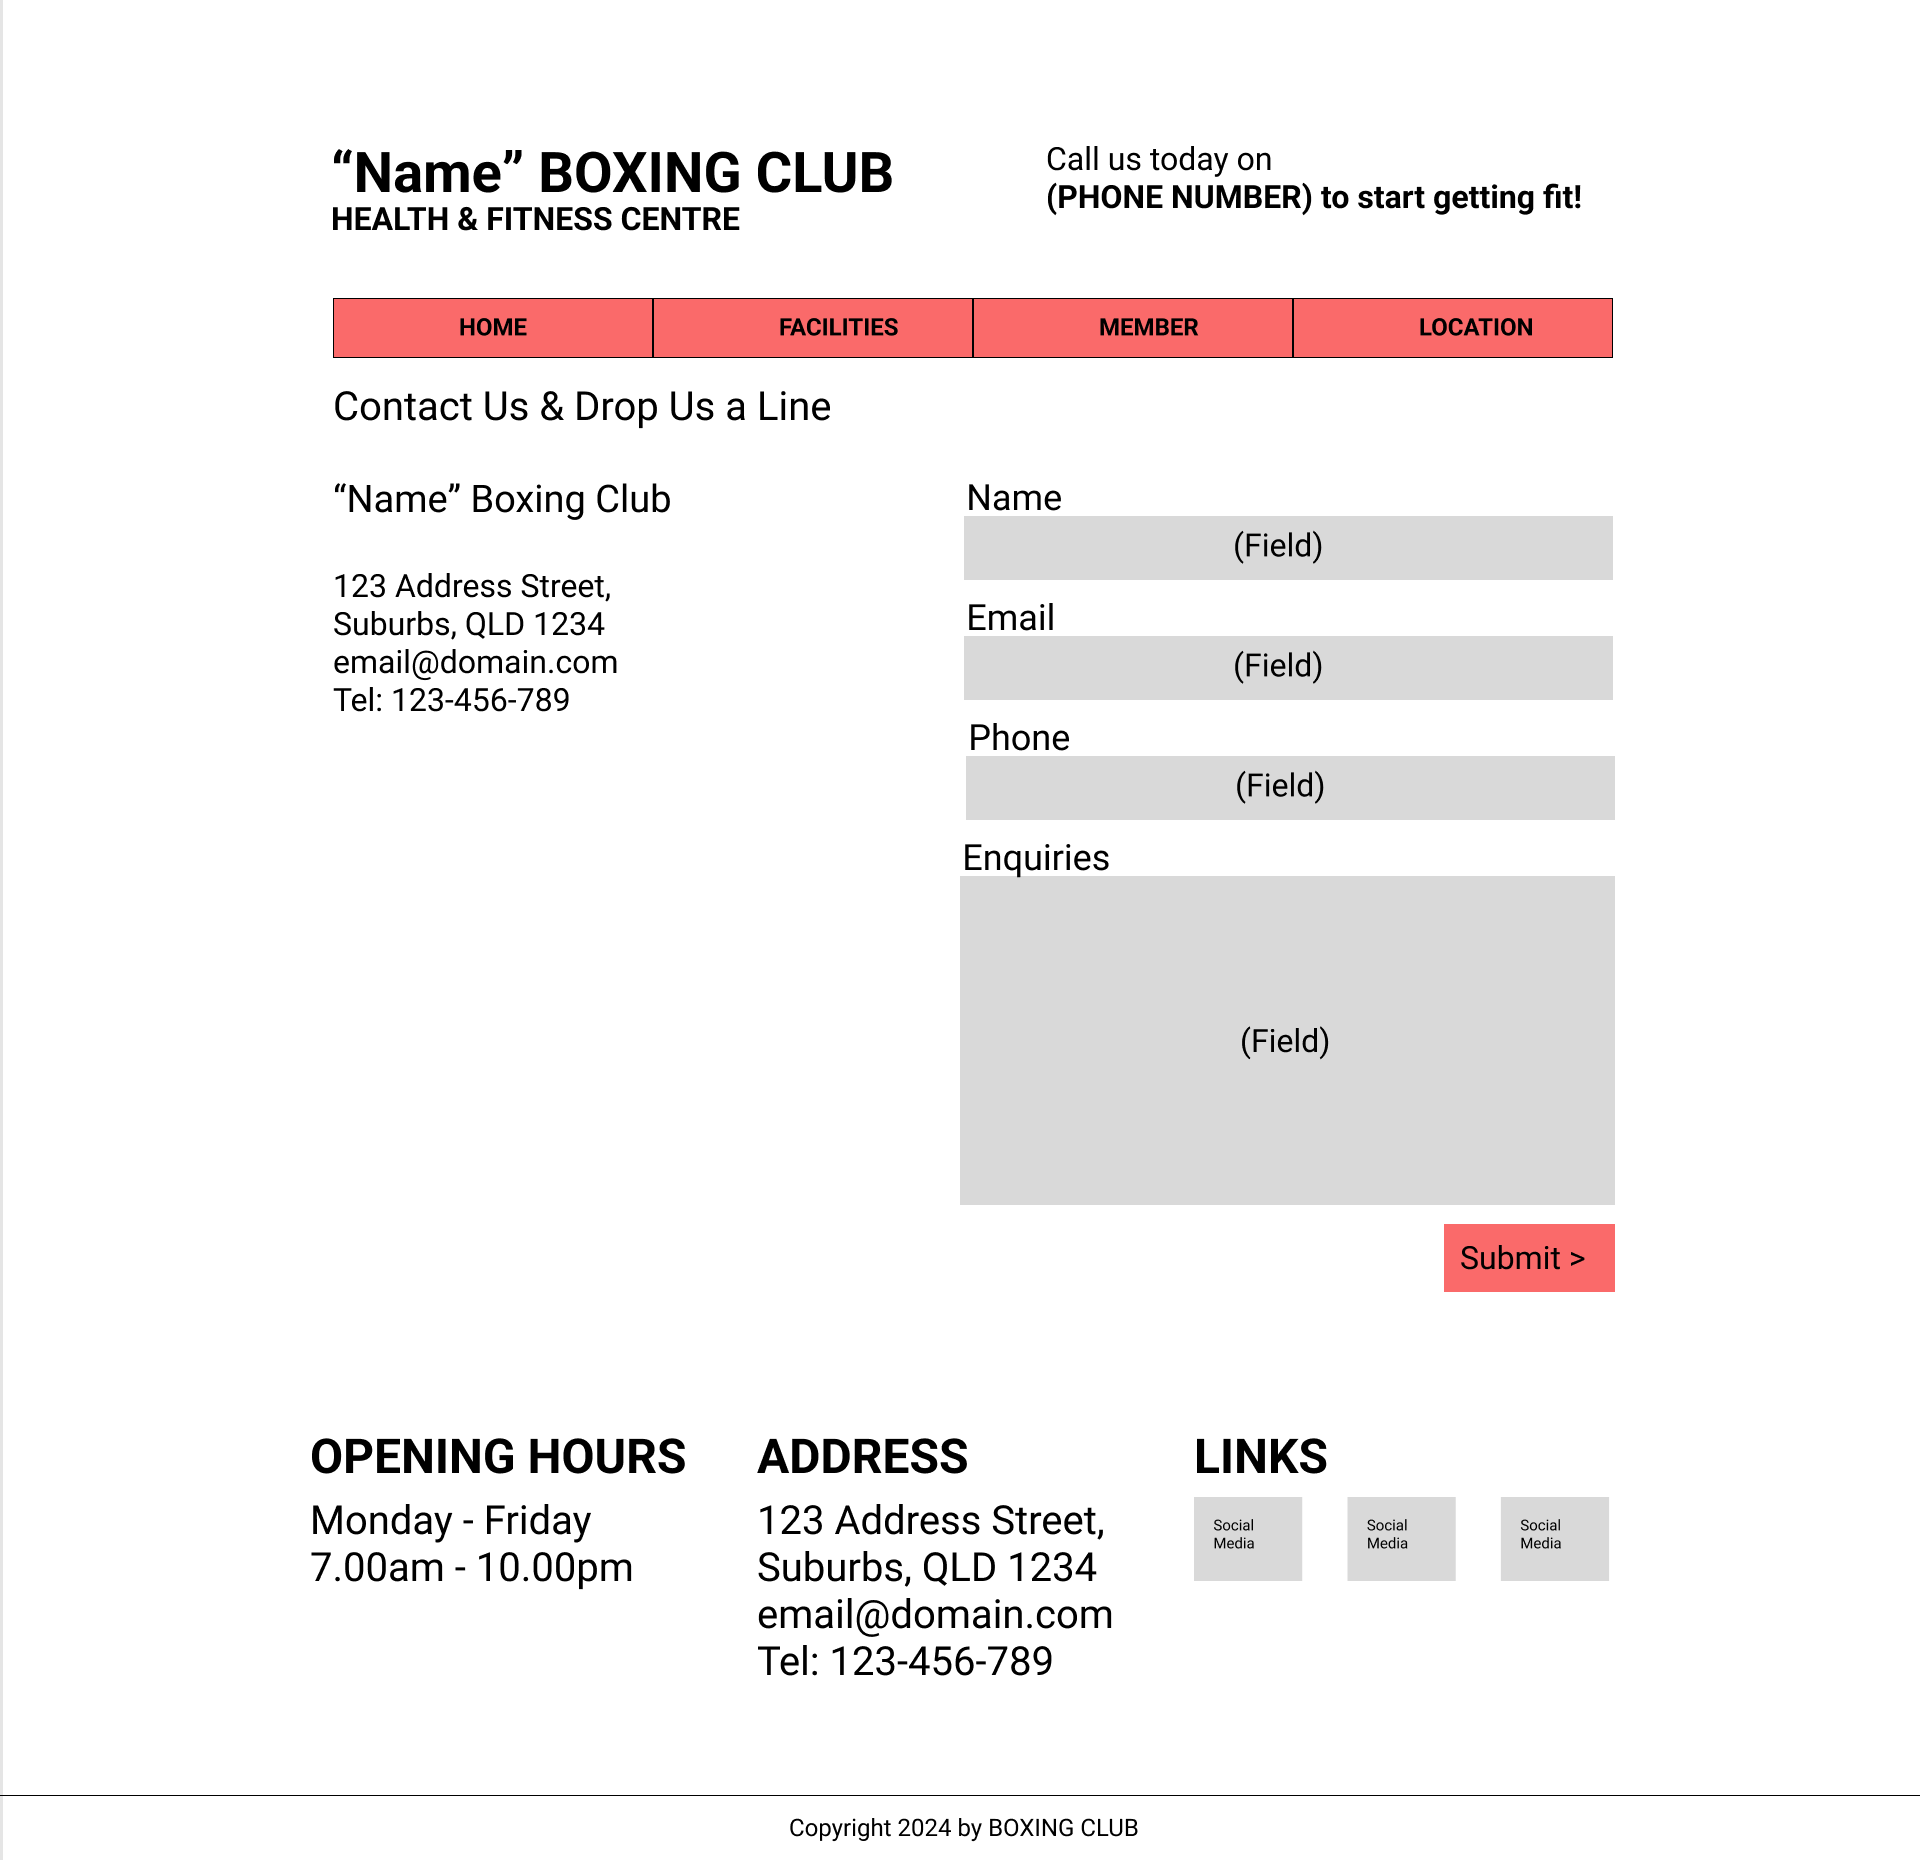 “Name” BOXING CLUB
HEALTH & FITNESS CENTRE
Call us today on
(PHONE NUMBER) to start getting fit!
HOME
FACILITIES
MEMBER
LOCATION
Contact Us & Drop Us a Line
“Name” Boxing Club
123 Address Street,
Suburbs, QLD 1234
email@domain.com
Tel: 123-456-789
Name
(Field)
Email
(Field)
Phone
(Field)
Enquiries
(Field)
Submit >
OPENING HOURS
Monday - Friday
7.00am - 10.00pm
ADDRESS
123 Address Street,
Suburbs, QLD 1234
email@domain.com
Tel: 123-456-789
LINKS
Social
Media
Social
Media
Social
Media
Copyright 2024 by BOXING CLUB